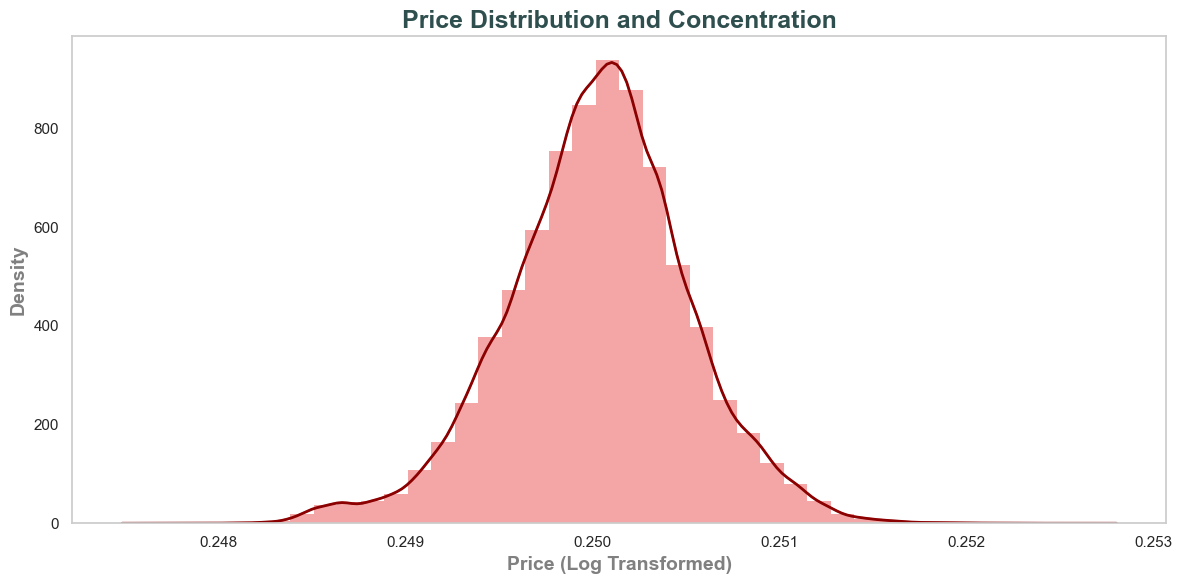 Price Distribution and Concentration
Density
800
600
400
200
0
0.248 0.249 0.250 0.251 0.252 0.253
Price (Log Transformed)